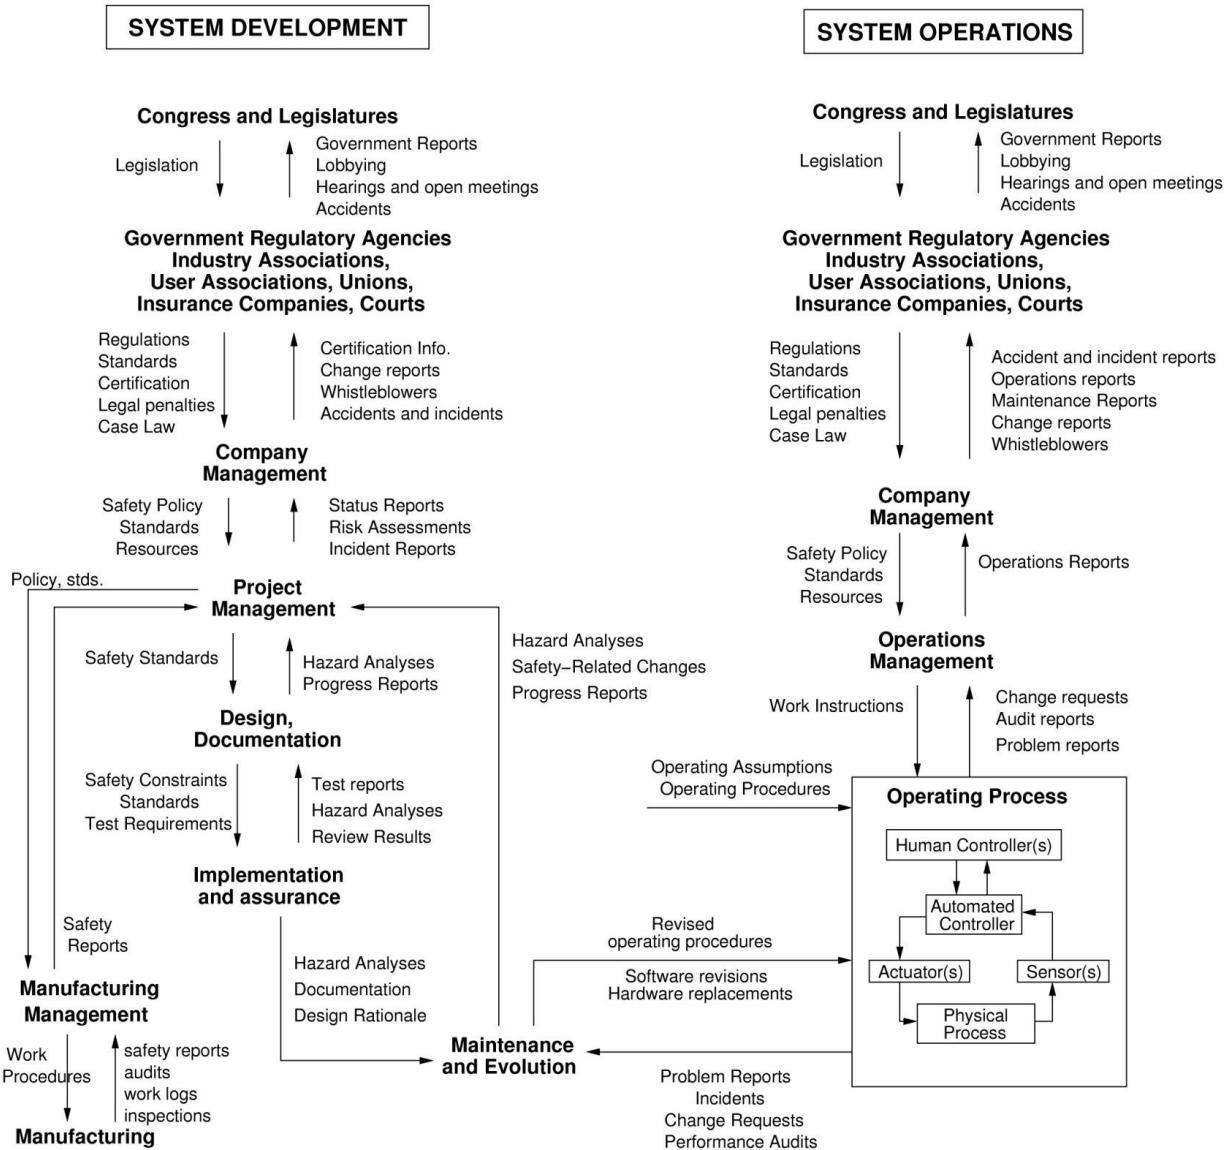 SYSTEM DEVELOPMENT
Congress and Legislatures
Legislation
Government Reports
Lobbying
Hearings and open meetings
Accidents
Government Regulatory Agencies
Industry Associations,
User Associations, Unions,
Insurance Companies, Courts
Regulations
Standards
Certification
Legal penalties
Case Law
Certification Info.
Change reports
Whistleblowers
Accidents and incidents
Company
Management
Safety Policy
Standards
Resources
Status Reports
Risk Assessments
Incident Reports
Policy, stds.
Project
Management
Safety Standards
Hazard Analyses
Progress Reports
Hazard Analyses
Safety−Related Changes
Progress Reports
Design,
Documentation
Safety Constraints
Standards
Test Requirements
Test reports
Hazard Analyses
Review Results
Implementation
and assurance
Safety
Reports
Hazard Analyses
Documentation
Design Rationale
Manufacturing
Management
Work
Procedures
safety reports
audits
work logs
inspections
Manufacturing
Maintenance
and Evolution
SYSTEM OPERATIONS
Congress and Legislatures
Legislation
Government Reports
Lobbying
Hearings and open meetings
Accidents
Government Regulatory Agencies
Industry Associations,
User Associations, Unions,
Insurance Companies, Courts
Regulations
Standards
Certification
Legal penalties
Case Law
Accident and incident reports
Operations reports
Maintenance Reports
Change reports
Whistleblowers
Company
Management
Safety Policy
Standards
Resources
Operations Reports
Operations
Management
Work Instructions
Change requests
Audit reports
Problem reports
Operating Assumptions
Operating Procedures
Operating Process
Human Controller(s)
Automated
Controller
Actuator(s)
Sensor(s)
Physical
Process
Revised
operating procedures
Software revisions
Hardware replacements
Problem Reports
Incidents
Change Requests
Performance Audits